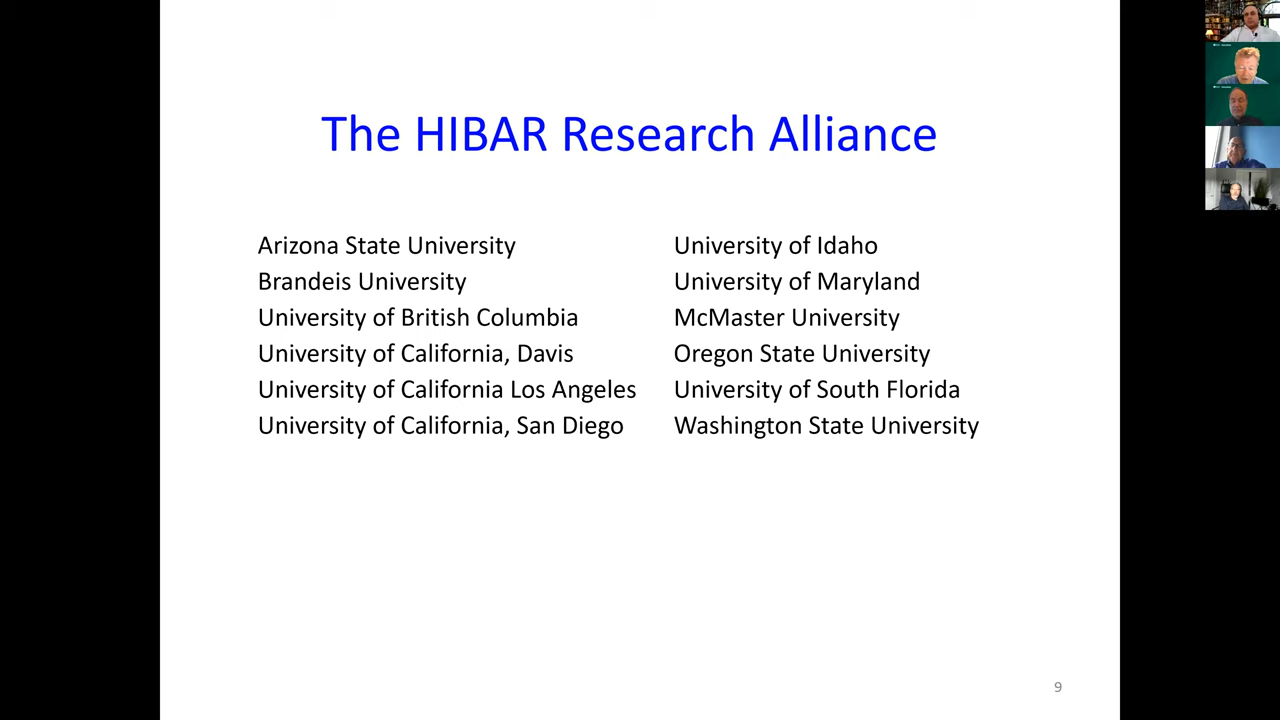 The HIBAR Research Alliance
Arizona State University
Brandeis University
University of British Columbia
University of California, Davis
University of California Los Angeles
University of California, San Diego
University of Idaho
University of Maryland
McMaster University
Oregon State University
University of South Florida
Washington State University
9